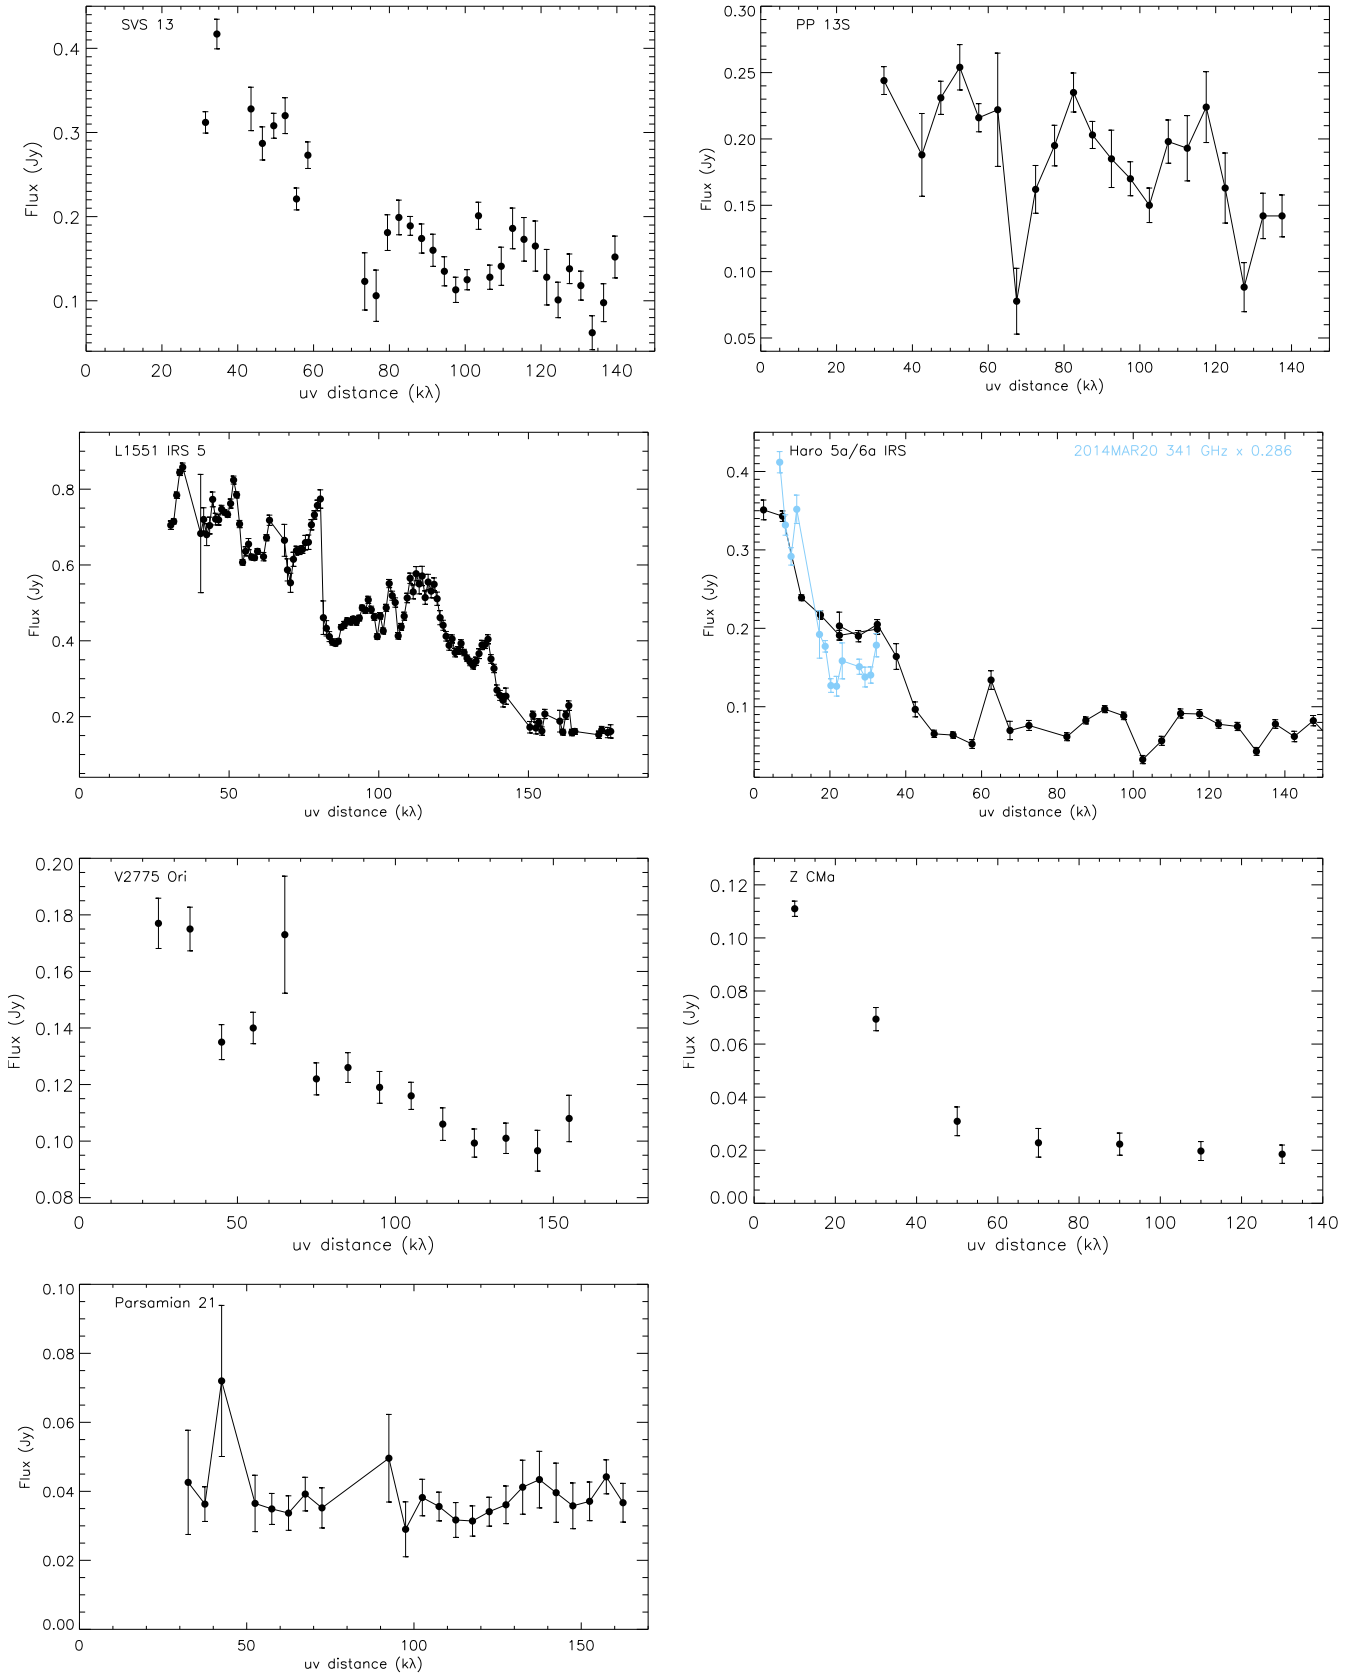 SVS 13
0.4
0.3
0.2
0.1
Flux (Jy)
0 20 40 60 80 100 120 140
uv distance (kλ)
PP 13S
0.30
0.25
0.20
0.15
0.10
0.05
Flux (Jy)
0 20 40 60 80 100 120 140
uv distance (kλ)
L1551 IRS 5
0.8
0.6
0.4
0.2
Flux (Jy)
0 50 100 150
uv distance (kλ)
Haro 5a/6a IRS
2014MAR20 341 GHz x 0.286
0.4
0.3
0.2
0.1
Flux (Jy)
0 20 40 60 80 100 120 140
uv distance (kλ)
V2775 Ori
0.20
0.18
0.16
0.14
0.12
0.10
0.08
Flux (Jy)
0 50 100 150
uv distance (kλ)
Z CMa
0.12
0.10
0.08
0.06
0.04
0.02
0.00
Flux (Jy)
0 20 40 60 80 100 120 140
uv distance (kλ)
Parsamian 21
0.10
0.08
0.06
0.04
0.02
0.00
Flux (Jy)
0 50 100 150
uv distance (kλ)